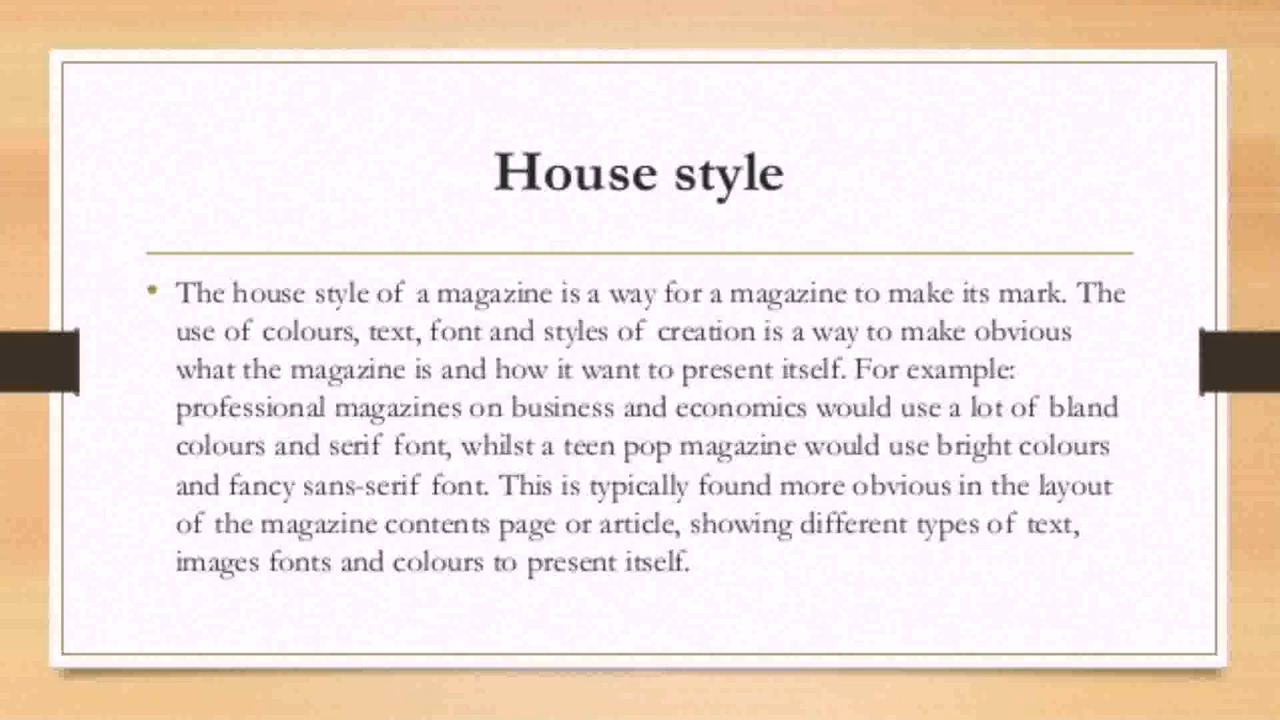 House style
• The house style of a magazine is a way for a magazine to make its mark. The
use of colours, text, font and styles of creation is a way to make obvious
what the magazine is and how it want to present itself. For example:
professional magazines on business and economics would use a lot of bland
colours and serif font, whilst a teen pop magazine would use bright colours
and fancy sans-serif font. This is typically found more obvious in the layout
of the magazine contents page or article, showing different types of text,
images fonts and colours to present itself.